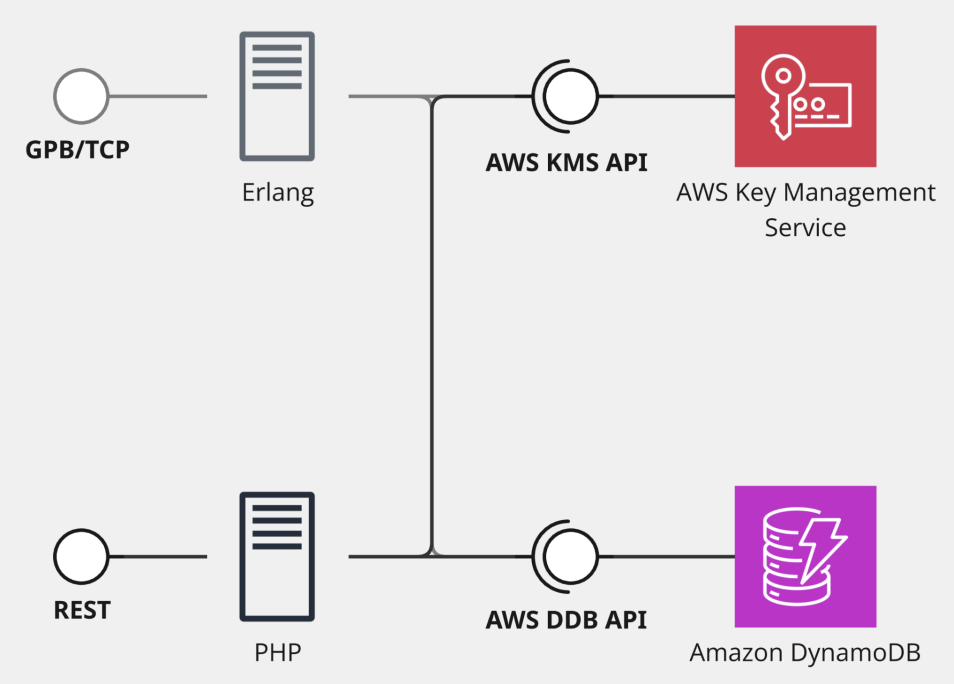 GPB/TCP
Erlang
AWS KMS API
AWS Key Management
Service
REST
PHP
AWS DDB API
Amazon DynamoDB